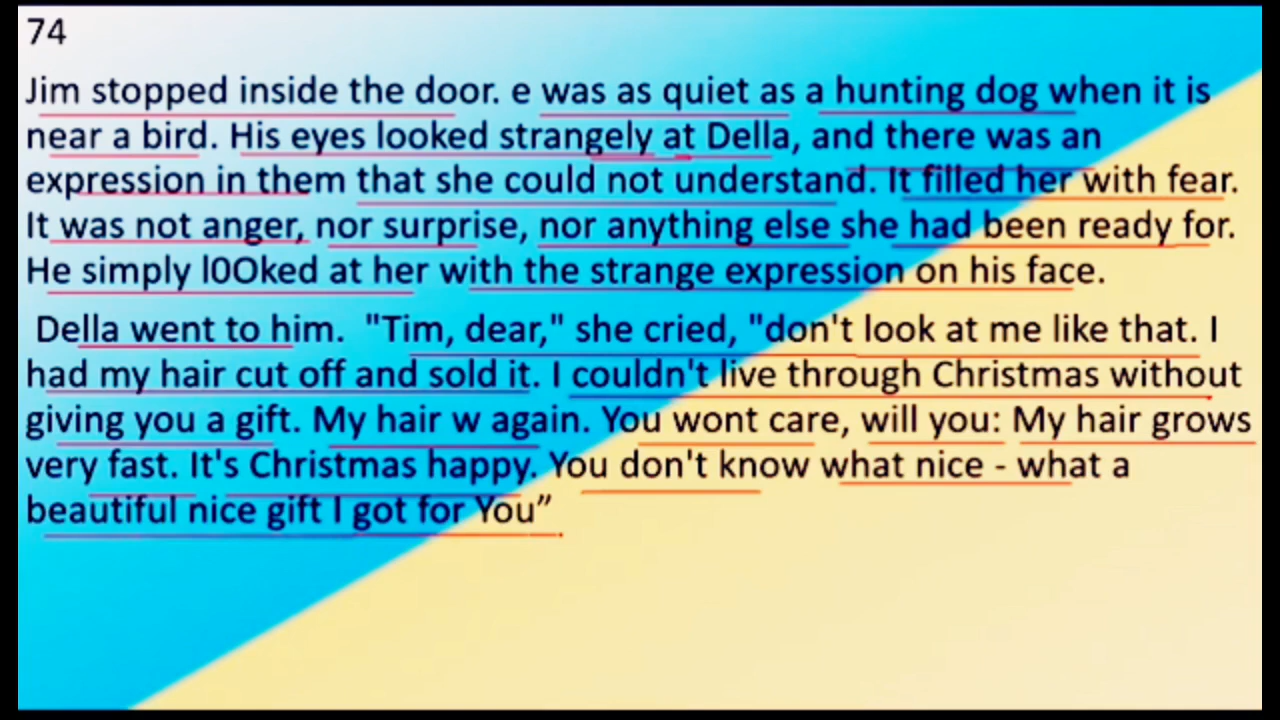 74
Jim stopped inside the door. e was as quiet as a hunting dog when it is
near a bird. His eyes looked strangely at Della, and there was an
expression in them that she could not understand. It filled her with fear.
It was not anger, nor surprise, nor anything else she had been ready for.
He simply l0Oked at her with the strange expression on his face.
Della went to him. "Tim, dear," she cried, "don't look at me like that. I
had my hair cut off and sold it. I couldn't live through Christmas without
giving you a gift. My hair w again. You wont care, will you: My hair grows
very fast. It's Christmas happy. You don't know what nice - what a
beautiful nice gift I got for You”